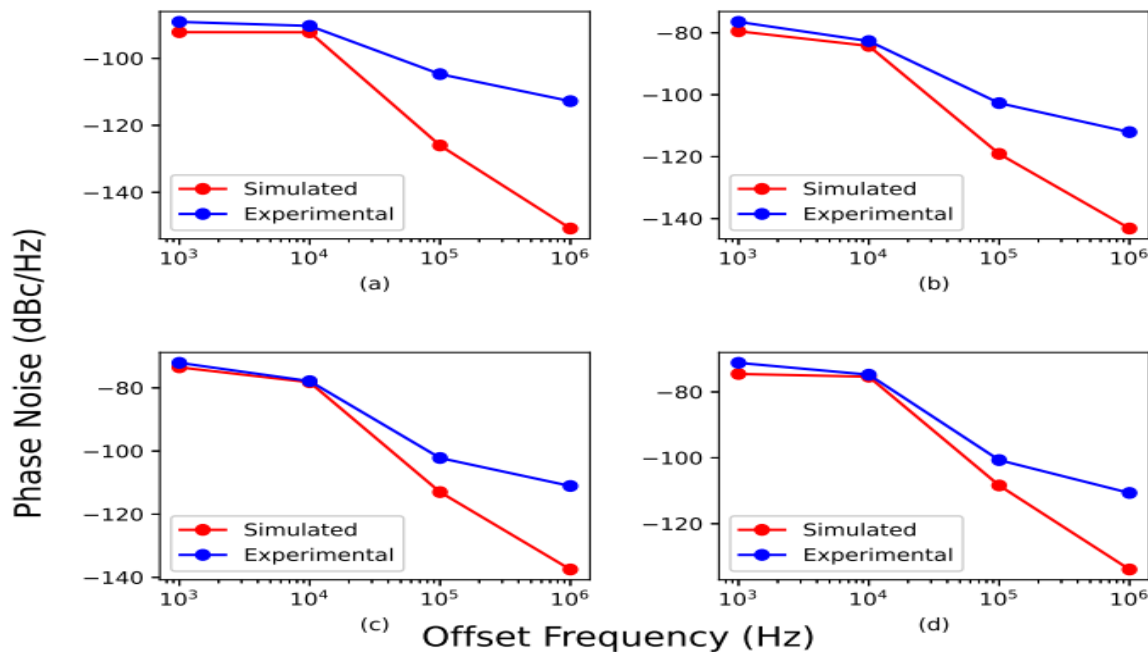 Phase Noise (dBc/Hz)
−100
−120
−140
Simulated
Experimental
10³ 10⁴ 10⁵ 10⁶
(a)
−80
−100
−120
−140
Simulated
Experimental
10³ 10⁴ 10⁵ 10⁶
(b)
−80
−100
−120
−140
Simulated
Experimental
10³ 10⁴ 10⁵ 10⁶
(c)
−80
−100
−120
Simulated
Experimental
10³ 10⁴ 10⁵ 10⁶
(d)
Offset Frequency (Hz)